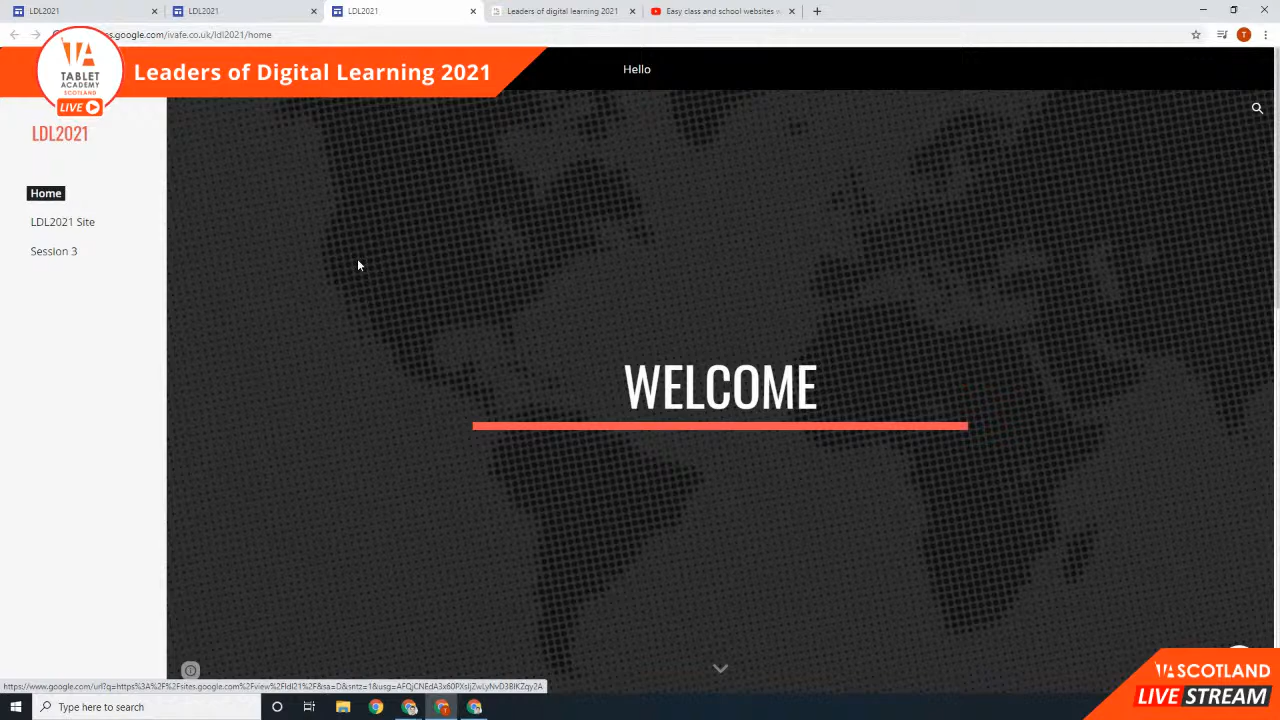 LDL2021
LDL2021
LDL2021
Leaders of digital learning 2021
Easy class and school websites w
google.com/ivafe.co.uk/ldl2021/home
T
TABLET
ACADEMY
SCOTLAND
LIVE
Leaders of Digital Learning 2021
Hello
LDL2021
Home
LDL2021 Site
Session 3
WELCOME
SCOTLAND
LIVE STREAM
Type here to search